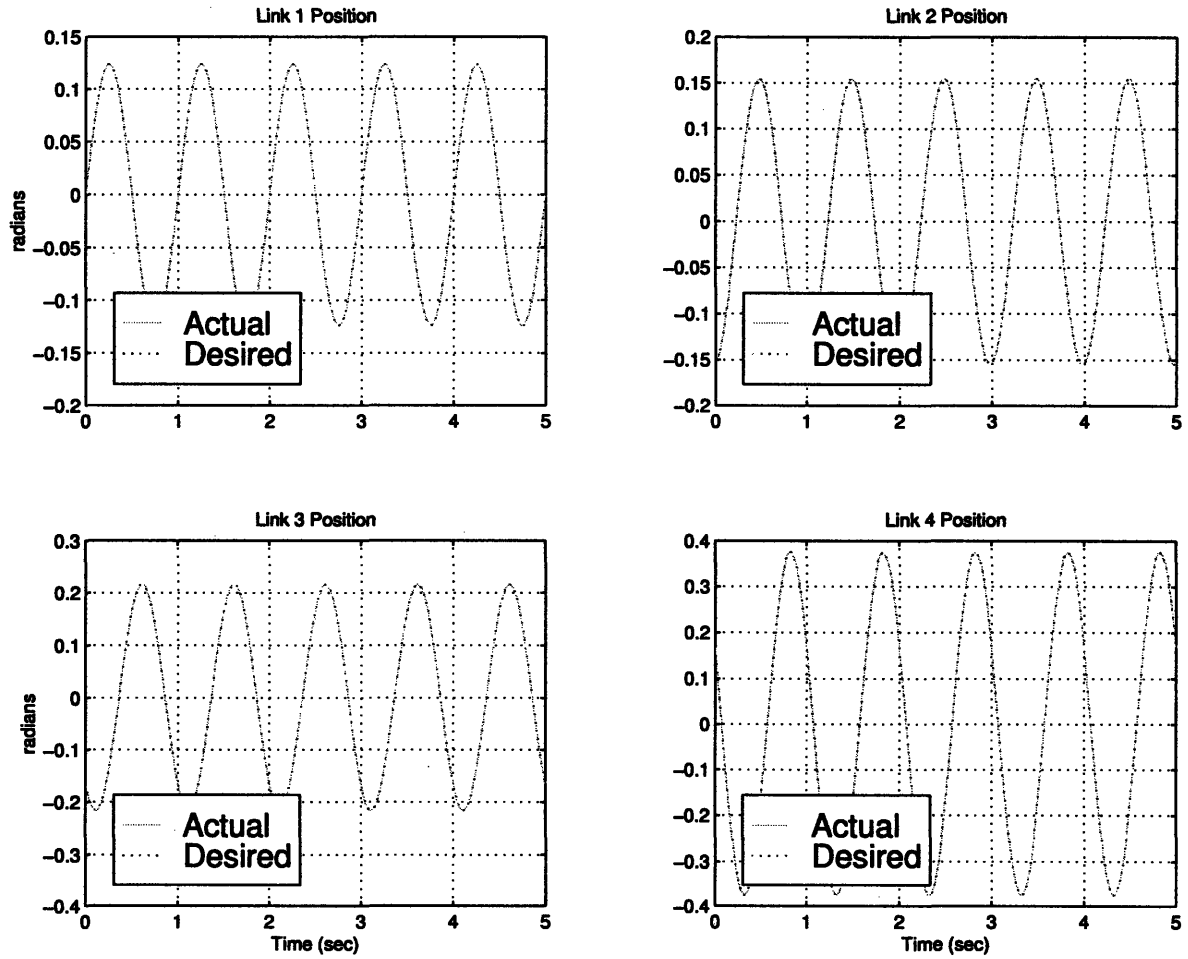 Link 1 Position
0.15
0.1
0.05
0
−0.05
−0.1
−0.15
−0.2
radians
Actual
Desired
0 1 2 3 4 5
Link 2 Position
0.2
0.15
0.1
0.05
0
−0.05
−0.1
−0.15
−0.2
Actual
Desired
0 1 2 3 4 5
Link 3 Position
0.3
0.2
0.1
0
−0.1
−0.2
−0.3
−0.4
radians
Actual
Desired
0 1 2 3 4 5
Time (sec)
Link 4 Position
0.4
0.3
0.2
0.1
0
−0.1
−0.2
−0.3
−0.4
Actual
Desired
0 1 2 3 4 5
Time (sec)